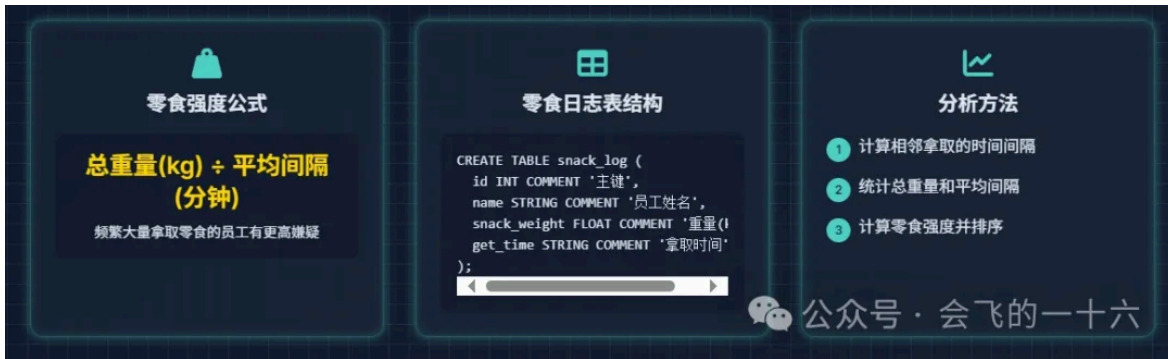 零食强度公式
总重量(kg) ÷ 平均间隔
(分钟)
频繁大量拿取零食的员工有更高嫌疑
零食日志表结构
CREATE TABLE snack_log (
id INT COMMENT '主键',
name STRING COMMENT '员工姓名',
snack_weight FLOAT COMMENT '重量(
get_time STRING COMMENT '拿取时间'
);
分析方法
1 计算相邻拿取的时间间隔
2 统计总重量和平均间隔
3 计算零食强度并排序
公众号 · 会飞的一十六